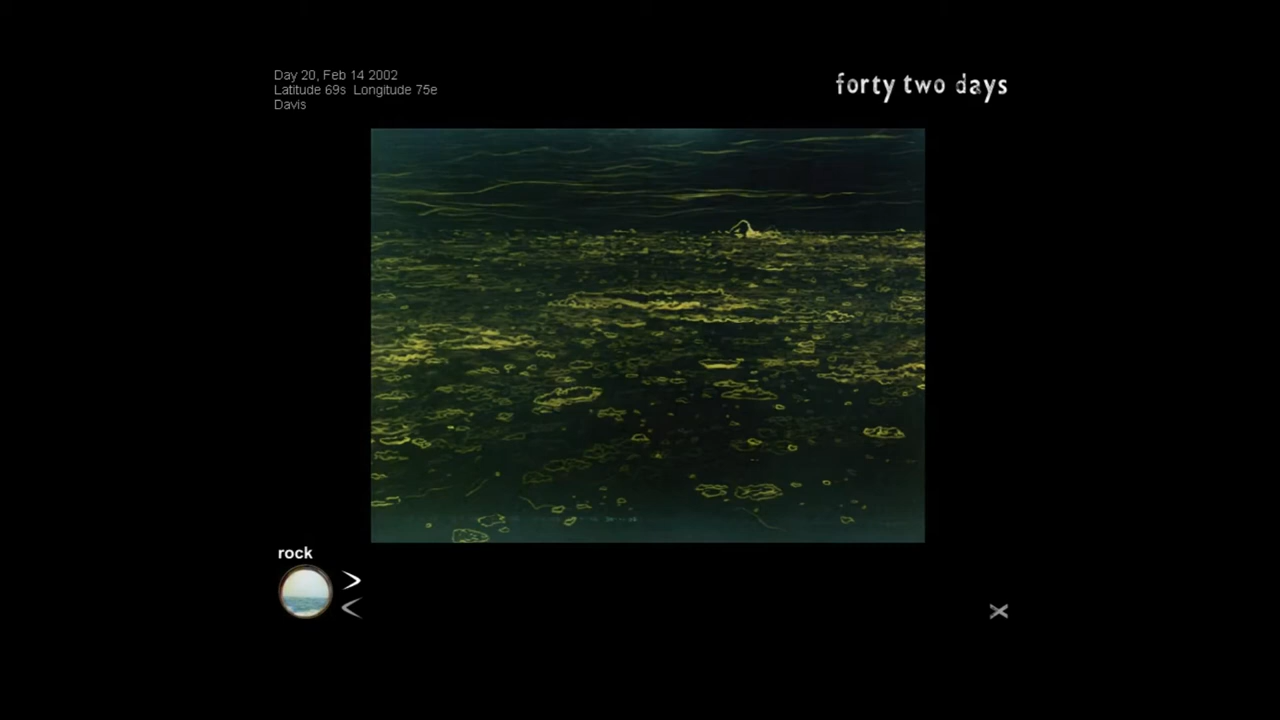 Day 20, Feb 14 2002
Latitude 69s Longitude 75e
Davis
forty two days
rock